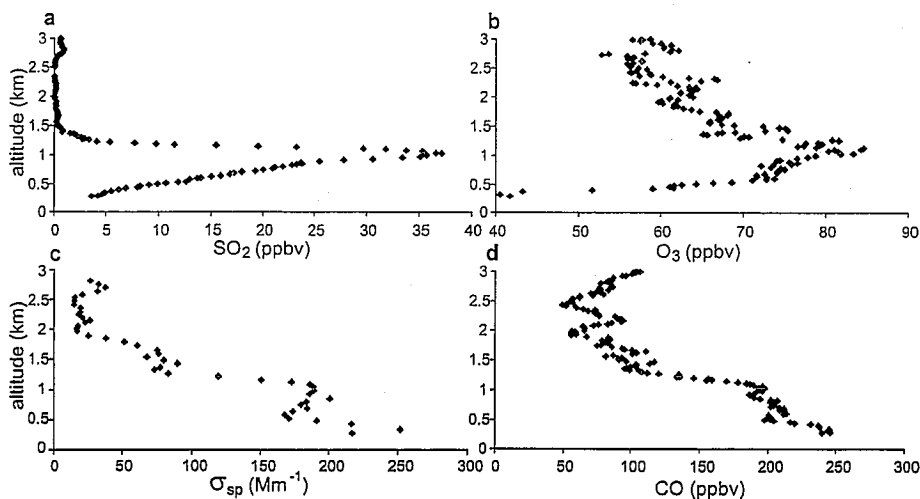 a
3
2.5
2
1.5
1
0.5
0
altitude (km)
0 5 10 15 20 25 30 35 40
SO₂ (ppbv)
b
3
2.5
2
1.5
1
0.5
0
40 50 60 70 80 90
O₃ (ppbv)
c
3
2.5
2
1.5
1
0.5
0
altitude (km)
0 50 100 150 200 250 300
σsp (Mm⁻¹)
d
3
2.5
2
1.5
1
0.5
0
0 50 100 150 200 250 300
CO (ppbv)